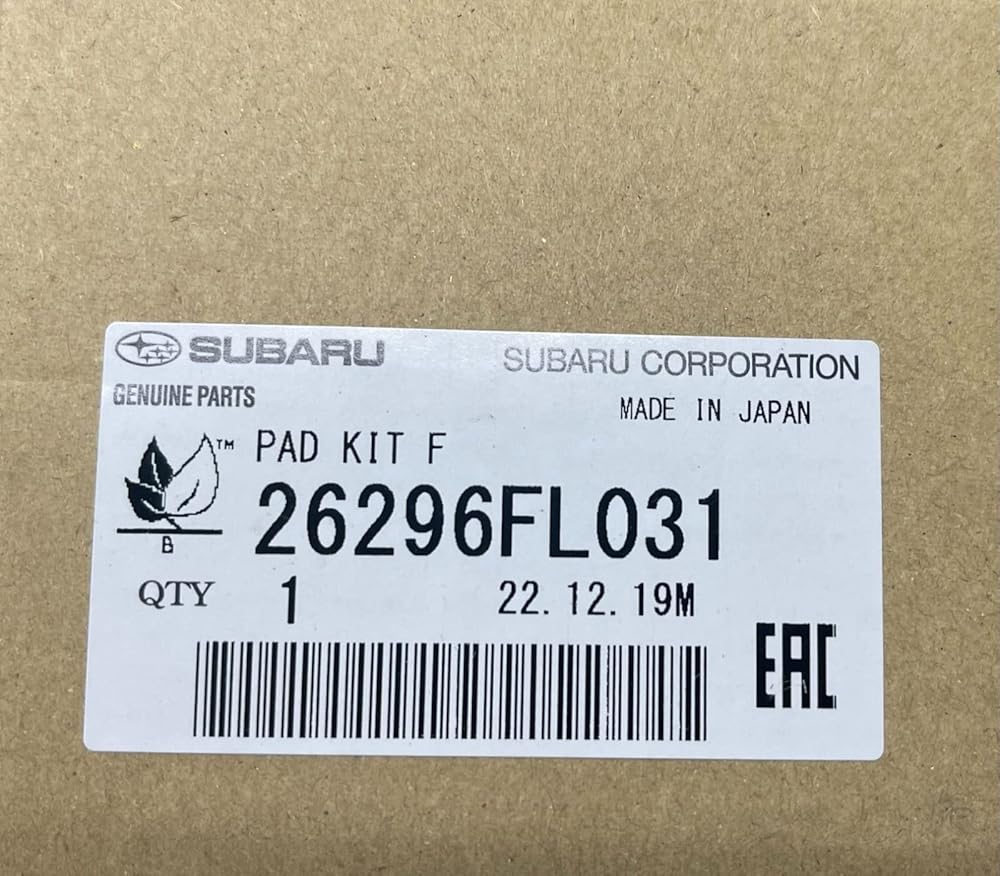 SUBARU
SUBARU CORPORATION
GENUINE PARTS
MADE IN JAPAN
™ PAD KIT F
26296FL031
B
QTY 1 22.12.19M
EAC